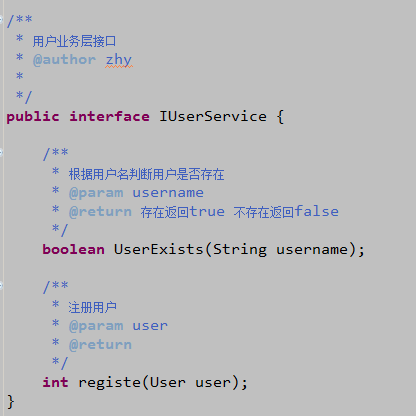 /**
 * 用户业务层接口
 * @author zhy
 *
 */
public interface IUserService {
/**
 * 根据用户名判断用户是否存在
 * @param username
 * @return 存在返回true 不存在返回false
 */
boolean UserExists(String username);
/**
 * 注册用户
 * @param user
 * @return
 */
int registe(User user);
}